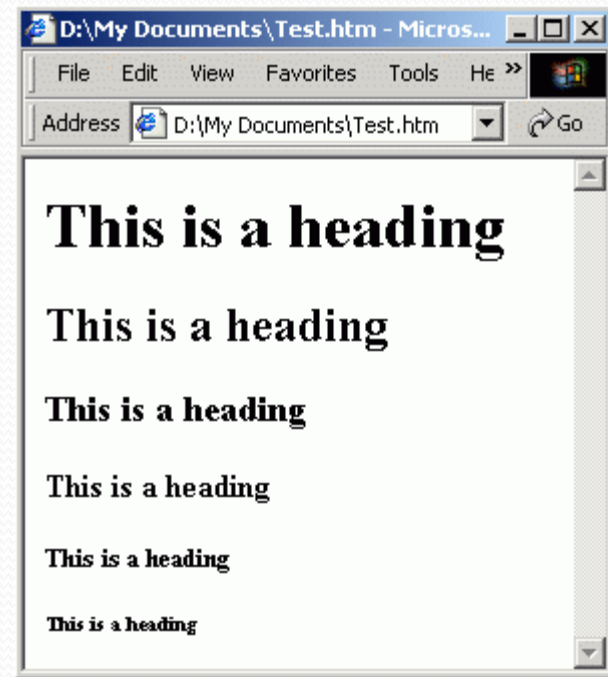 D:\My Documents\Test.htm - Micros...
File Edit View Favorites Tools He »
Address D:\My Documents\Test.htm Go
This is a heading
This is a heading
This is a heading
This is a heading
This is a heading
This is a heading